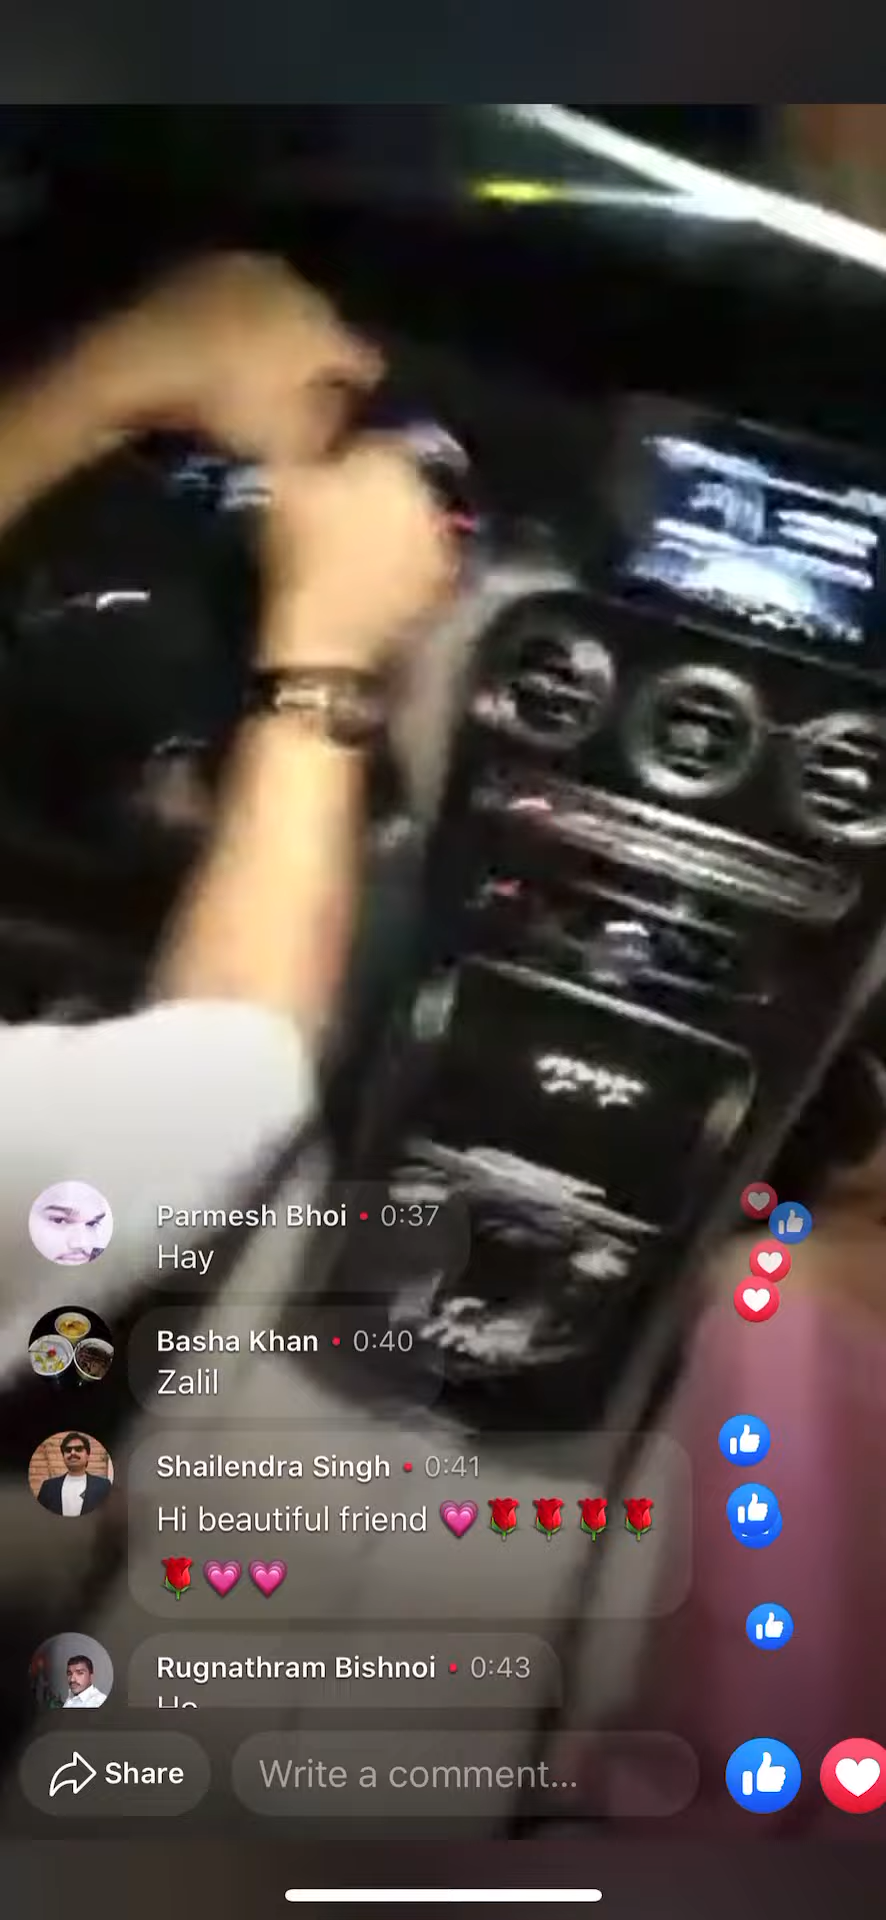 Parmesh Bhoi • 0:37
Hay
Basha Khan • 0:40
Zalil
Shailendra Singh • 0:41
Hi beautiful friend 💗🌹🌹🌹🌹
🌹💗💗
Rugnathram Bishnoi • 0:43
Share
Write a comment...